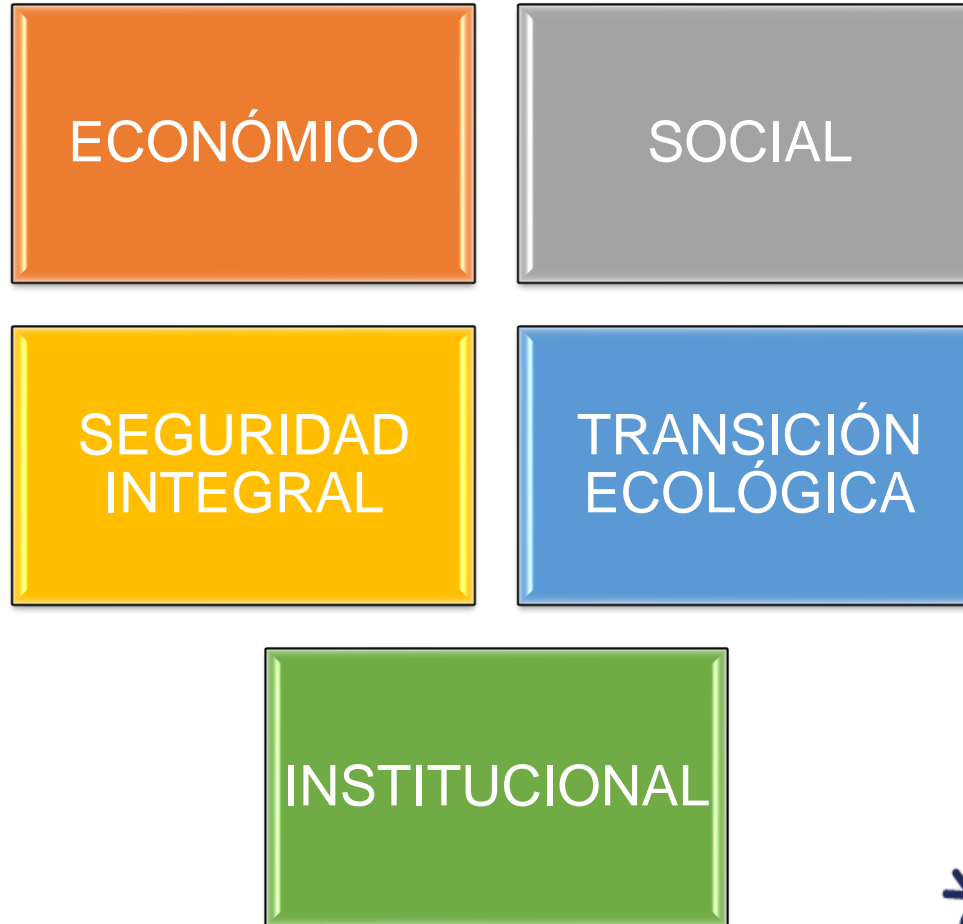 ECONÓMICO
SOCIAL
SEGURIDAD
INTEGRAL
TRANSICIÓN
ECOLÓGICA
INSTITUCIONAL